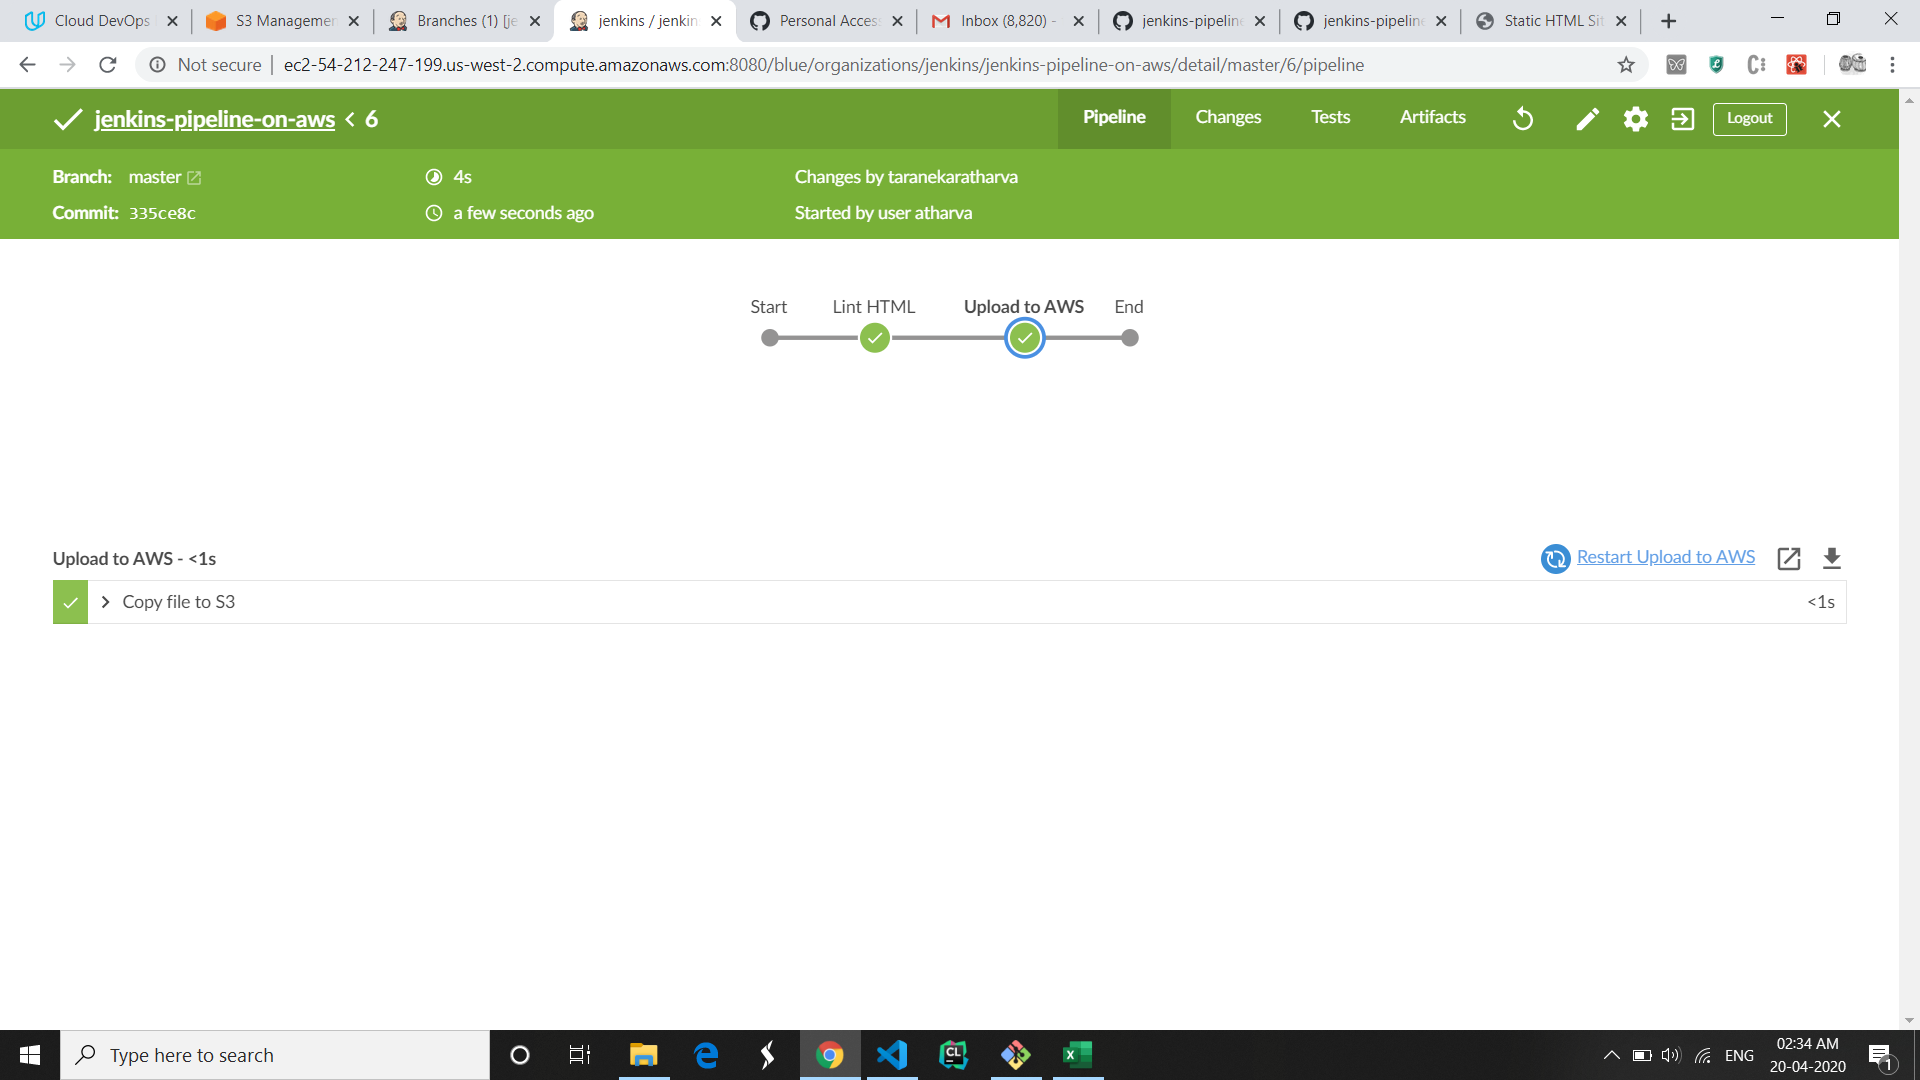 Cloud DevOps
S3 Managemen
Branches (1) [je
jenkins / jenkin
Personal Acces
Inbox (8,820) -
jenkins-pipeline
jenkins-pipeline
Static HTML Sit
Not secure
ec2-54-212-247-199.us-west-2.compute.amazonaws.com:8080/blue/organizations/jenkins/jenkins-pipeline-on-aws/detail/master/6/pipeline
jenkins-pipeline-on-aws < 6
Pipeline
Changes
Tests
Artifacts
Logout
Branch: master
4s
Changes by taranekaratharva
Commit: 335ce8c
a few seconds ago
Started by user atharva
Start
Lint HTML
Upload to AWS
End
Upload to AWS - <1s
Restart Upload to AWS
Copy file to S3
<1s
Type here to search
CL
ENG
02:34 AM
20-04-2020
1